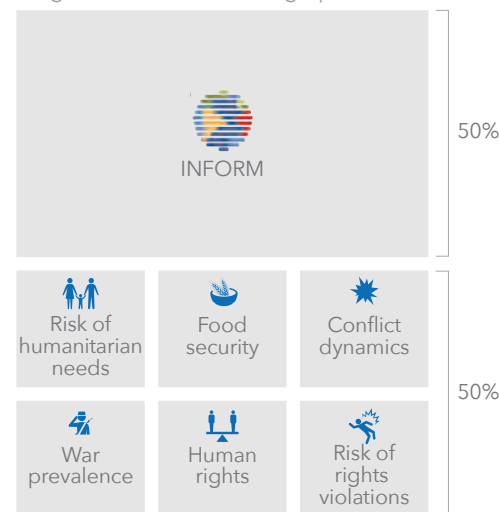 INFORM
50%
Risk of
humanitarian
needs
Food
security
Conflict
dynamics
50%
War
prevalence
Human
rights
Risk of
rights
violations